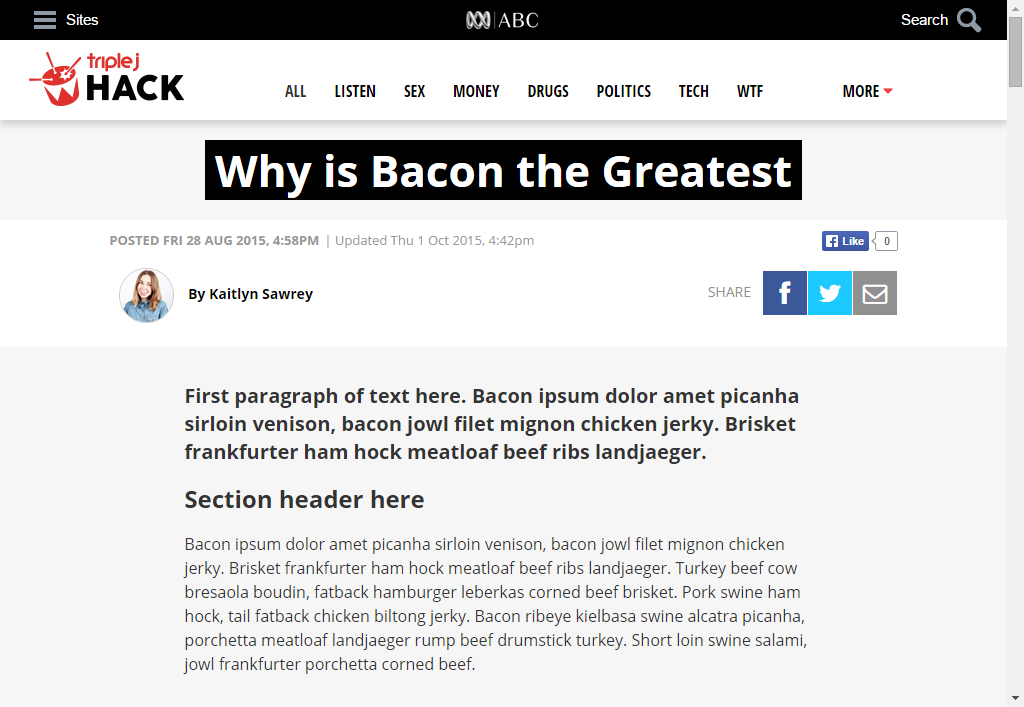 Sites
ABC
Search
triple j
HACK
ALL LISTEN SEX MONEY DRUGS POLITICS TECH WTF MORE
Why is Bacon the Greatest
POSTED FRI 28 AUG 2015, 4:58PM | Updated Thu 1 Oct 2015, 4:42pm
Like 0
By Kaitlyn Sawrey
SHARE
First paragraph of text here. Bacon ipsum dolor amet picanha
sirloin venison, bacon jowl filet mignon chicken jerky. Brisket
frankfurter ham hock meatloaf beef ribs landjaeger.
Section header here
Bacon ipsum dolor amet picanha sirloin venison, bacon jowl filet mignon chicken
jerky. Brisket frankfurter ham hock meatloaf beef ribs landjaeger. Turkey beef cow
bresaola boudin, fatback hamburger leberkas corned beef brisket. Pork swine ham
hock, tail fatback chicken biltong jerky. Bacon ribeye kielbasa swine alcatra picanha,
porchetta meatloaf landjaeger rump beef drumstick turkey. Short loin swine salami,
jowl frankfurter porchetta corned beef.